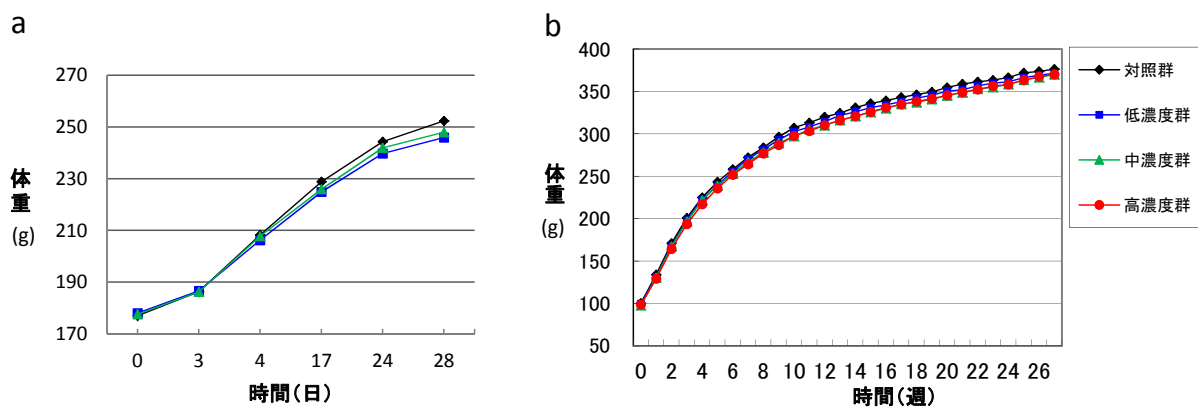 a
270
250
230
210
190
170
体重
(g)
0 3 4 17 24 28
時間(日)
b
400
350
300
250
200
150
100
50
体重
(g)
0 2 4 6 8 10 12 14 16 18 20 22 24 26
時間(週)
対照群
低濃度群
中濃度群
高濃度群